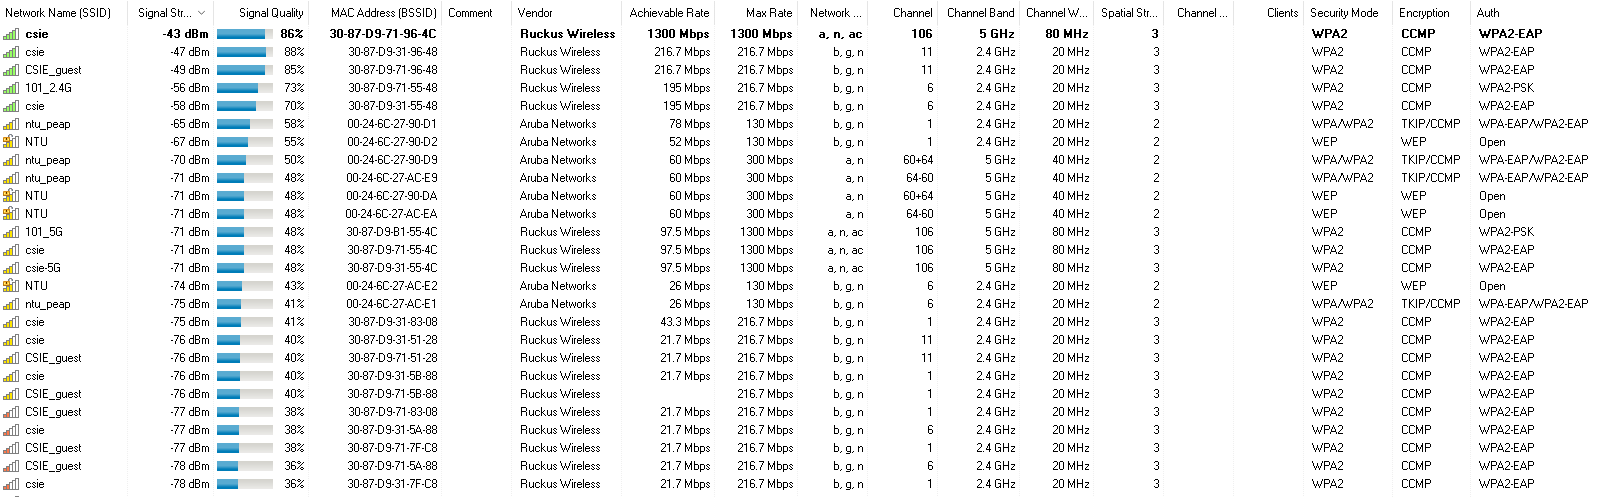 Network Name (SSID) Signal Str... Signal Quality MAC Address (BSSID) Comment Vendor Achievable Rate Max Rate Network ... Channel Channel Band Channel W... Spatial Str... Channel ... Clients Security Mode Encryption Auth
csie -43 dBm 86% 30-87-D9-71-96-4C Ruckus Wireless 1300 Mbps 1300 Mbps a, n, ac 106 5 GHz 80 MHz 3 WPA2 CCMP WPA2-EAP
csie -47 dBm 88% 30-87-D9-31-96-48 Ruckus Wireless 216.7 Mbps 216.7 Mbps b, g, n 11 2.4 GHz 20 MHz 3 WPA2 CCMP WPA2-EAP
CSIE_guest -49 dBm 85% 30-87-D9-71-96-48 Ruckus Wireless 216.7 Mbps 216.7 Mbps b, g, n 11 2.4 GHz 20 MHz 3 WPA2 CCMP WPA2-EAP
101_2.4G -56 dBm 73% 30-87-D9-71-55-48 Ruckus Wireless 195 Mbps 216.7 Mbps b, g, n 6 2.4 GHz 20 MHz 3 WPA2 CCMP WPA2-PSK
csie -58 dBm 70% 30-87-D9-31-55-48 Ruckus Wireless 195 Mbps 216.7 Mbps b, g, n 6 2.4 GHz 20 MHz 3 WPA2 CCMP WPA2-EAP
ntu_peap -65 dBm 58% 00-24-6C-27-90-D1 Aruba Networks 78 Mbps 130 Mbps b, g, n 1 2.4 GHz 20 MHz 2 WPA/WPA2 TKIP/CCMP WPA-EAP/WPA2-EAP
NTU -67 dBm 55% 00-24-6C-27-90-D2 Aruba Networks 52 Mbps 130 Mbps b, g, n 1 2.4 GHz 20 MHz 2 WEP WEP Open
ntu_peap -70 dBm 50% 00-24-6C-27-90-D9 Aruba Networks 60 Mbps 300 Mbps a, n 60+64 5 GHz 40 MHz 2 WPA/WPA2 TKIP/CCMP WPA-EAP/WPA2-EAP
ntu_peap -71 dBm 48% 00-24-6C-27-AC-E9 Aruba Networks 60 Mbps 300 Mbps a, n 64-60 5 GHz 40 MHz 2 WPA/WPA2 TKIP/CCMP WPA-EAP/WPA2-EAP
NTU -71 dBm 48% 00-24-6C-27-90-DA Aruba Networks 60 Mbps 300 Mbps a, n 60+64 5 GHz 40 MHz 2 WEP WEP Open
NTU -71 dBm 48% 00-24-6C-27-AC-EA Aruba Networks 60 Mbps 300 Mbps a, n 64-60 5 GHz 40 MHz 2 WEP WEP Open
101_5G -71 dBm 48% 30-87-D9-B1-55-4C Ruckus Wireless 97.5 Mbps 1300 Mbps a, n, ac 106 5 GHz 80 MHz 3 WPA2 CCMP WPA2-PSK
csie -71 dBm 48% 30-87-D9-71-55-4C Ruckus Wireless 97.5 Mbps 1300 Mbps a, n, ac 106 5 GHz 80 MHz 3 WPA2 CCMP WPA2-EAP
csie-5G -71 dBm 48% 30-87-D9-31-55-4C Ruckus Wireless 97.5 Mbps 1300 Mbps a, n, ac 106 5 GHz 80 MHz 3 WPA2 CCMP WPA2-EAP
NTU -74 dBm 43% 00-24-6C-27-AC-E2 Aruba Networks 26 Mbps 130 Mbps b, g, n 6 2.4 GHz 20 MHz 2 WEP WEP Open
ntu_peap -75 dBm 41% 00-24-6C-27-AC-E1 Aruba Networks 26 Mbps 130 Mbps b, g, n 6 2.4 GHz 20 MHz 2 WPA/WPA2 TKIP/CCMP WPA-EAP/WPA2-EAP
csie -75 dBm 41% 30-87-D9-31-83-08 Ruckus Wireless 43.3 Mbps 216.7 Mbps b, g, n 1 2.4 GHz 20 MHz 3 WPA2 CCMP WPA2-EAP
csie -76 dBm 40% 30-87-D9-31-51-28 Ruckus Wireless 21.7 Mbps 216.7 Mbps b, g, n 11 2.4 GHz 20 MHz 3 WPA2 CCMP WPA2-EAP
CSIE_guest -76 dBm 40% 30-87-D9-71-51-28 Ruckus Wireless 21.7 Mbps 216.7 Mbps b, g, n 11 2.4 GHz 20 MHz 3 WPA2 CCMP WPA2-EAP
csie -76 dBm 40% 30-87-D9-31-5B-88 Ruckus Wireless 21.7 Mbps 216.7 Mbps b, g, n 1 2.4 GHz 20 MHz 3 WPA2 CCMP WPA2-EAP
CSIE_guest -76 dBm 40% 30-87-D9-71-5B-88 Ruckus Wireless 216.7 Mbps b, g, n 1 2.4 GHz 20 MHz 3 WPA2 CCMP WPA2-EAP
CSIE_guest -77 dBm 38% 30-87-D9-71-83-08 Ruckus Wireless 21.7 Mbps 216.7 Mbps b, g, n 1 2.4 GHz 20 MHz 3 WPA2 CCMP WPA2-EAP
csie -77 dBm 38% 30-87-D9-31-5A-88 Ruckus Wireless 21.7 Mbps 216.7 Mbps b, g, n 6 2.4 GHz 20 MHz 3 WPA2 CCMP WPA2-EAP
CSIE_guest -77 dBm 38% 30-87-D9-71-7F-C8 Ruckus Wireless 21.7 Mbps 216.7 Mbps b, g, n 1 2.4 GHz 20 MHz 3 WPA2 CCMP WPA2-EAP
CSIE_guest -78 dBm 36% 30-87-D9-71-5A-88 Ruckus Wireless 21.7 Mbps 216.7 Mbps b, g, n 6 2.4 GHz 20 MHz 3 WPA2 CCMP WPA2-EAP
csie -78 dBm 36% 30-87-D9-31-7F-C8 Ruckus Wireless 21.7 Mbps 216.7 Mbps b, g, n 1 2.4 GHz 20 MHz 3 WPA2 CCMP WPA2-EAP